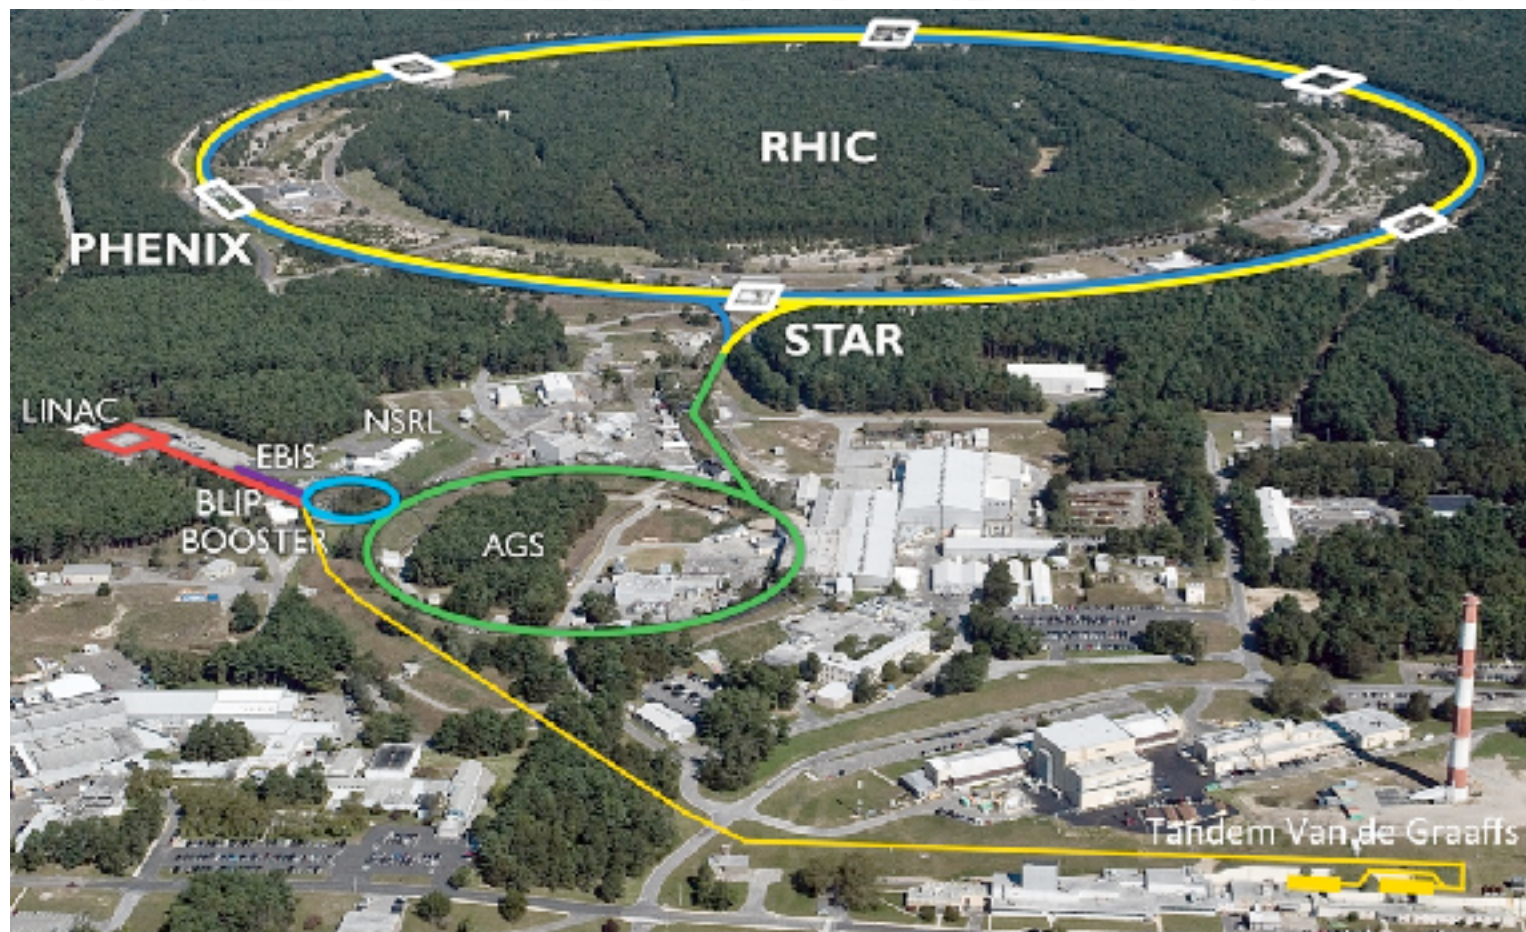 RHIC
PHENIX
STAR
LINAC
NSRL
EBIS
BLIP
BOOSTER
AGS
Tandem Van de Graaffs